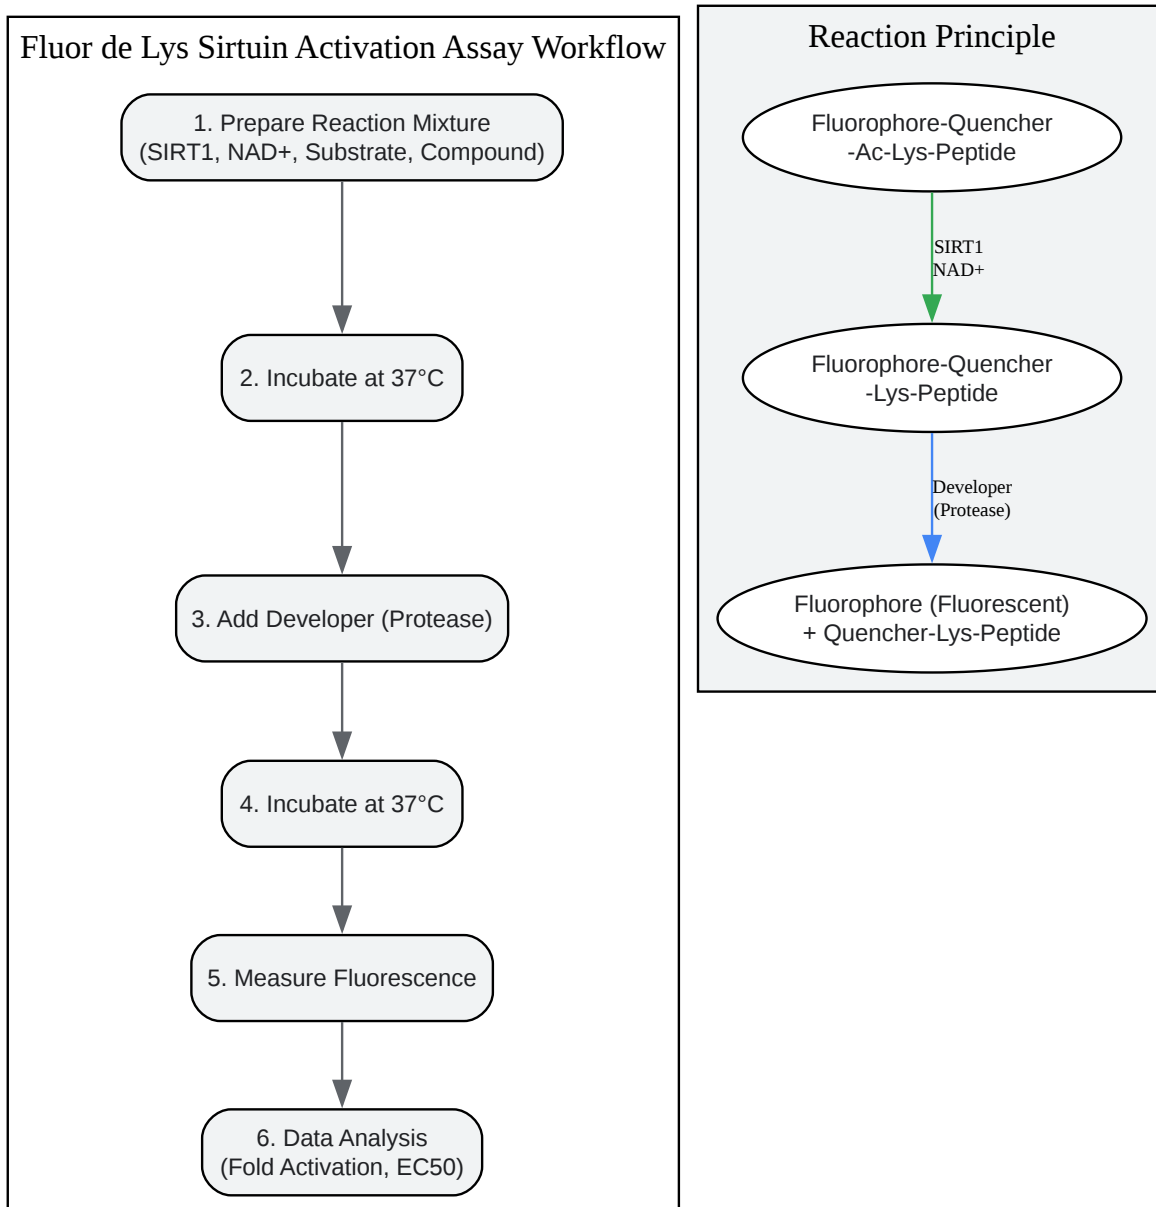 Fluor de Lys Sirtuin Activation Assay Workflow
1. Prepare Reaction Mixture
(SIRT1, NAD+, Substrate, Compound)
2. Incubate at 37°C
3. Add Developer (Protease)
4. Incubate at 37°C
5. Measure Fluorescence
6. Data Analysis
(Fold Activation, EC50)
Reaction Principle
Fluorophore-Quencher
-Ac-Lys-Peptide
SIRT1
NAD+
Fluorophore-Quencher
-Lys-Peptide
Developer
(Protease)
Fluorophore (Fluorescent)
+ Quencher-Lys-Peptide